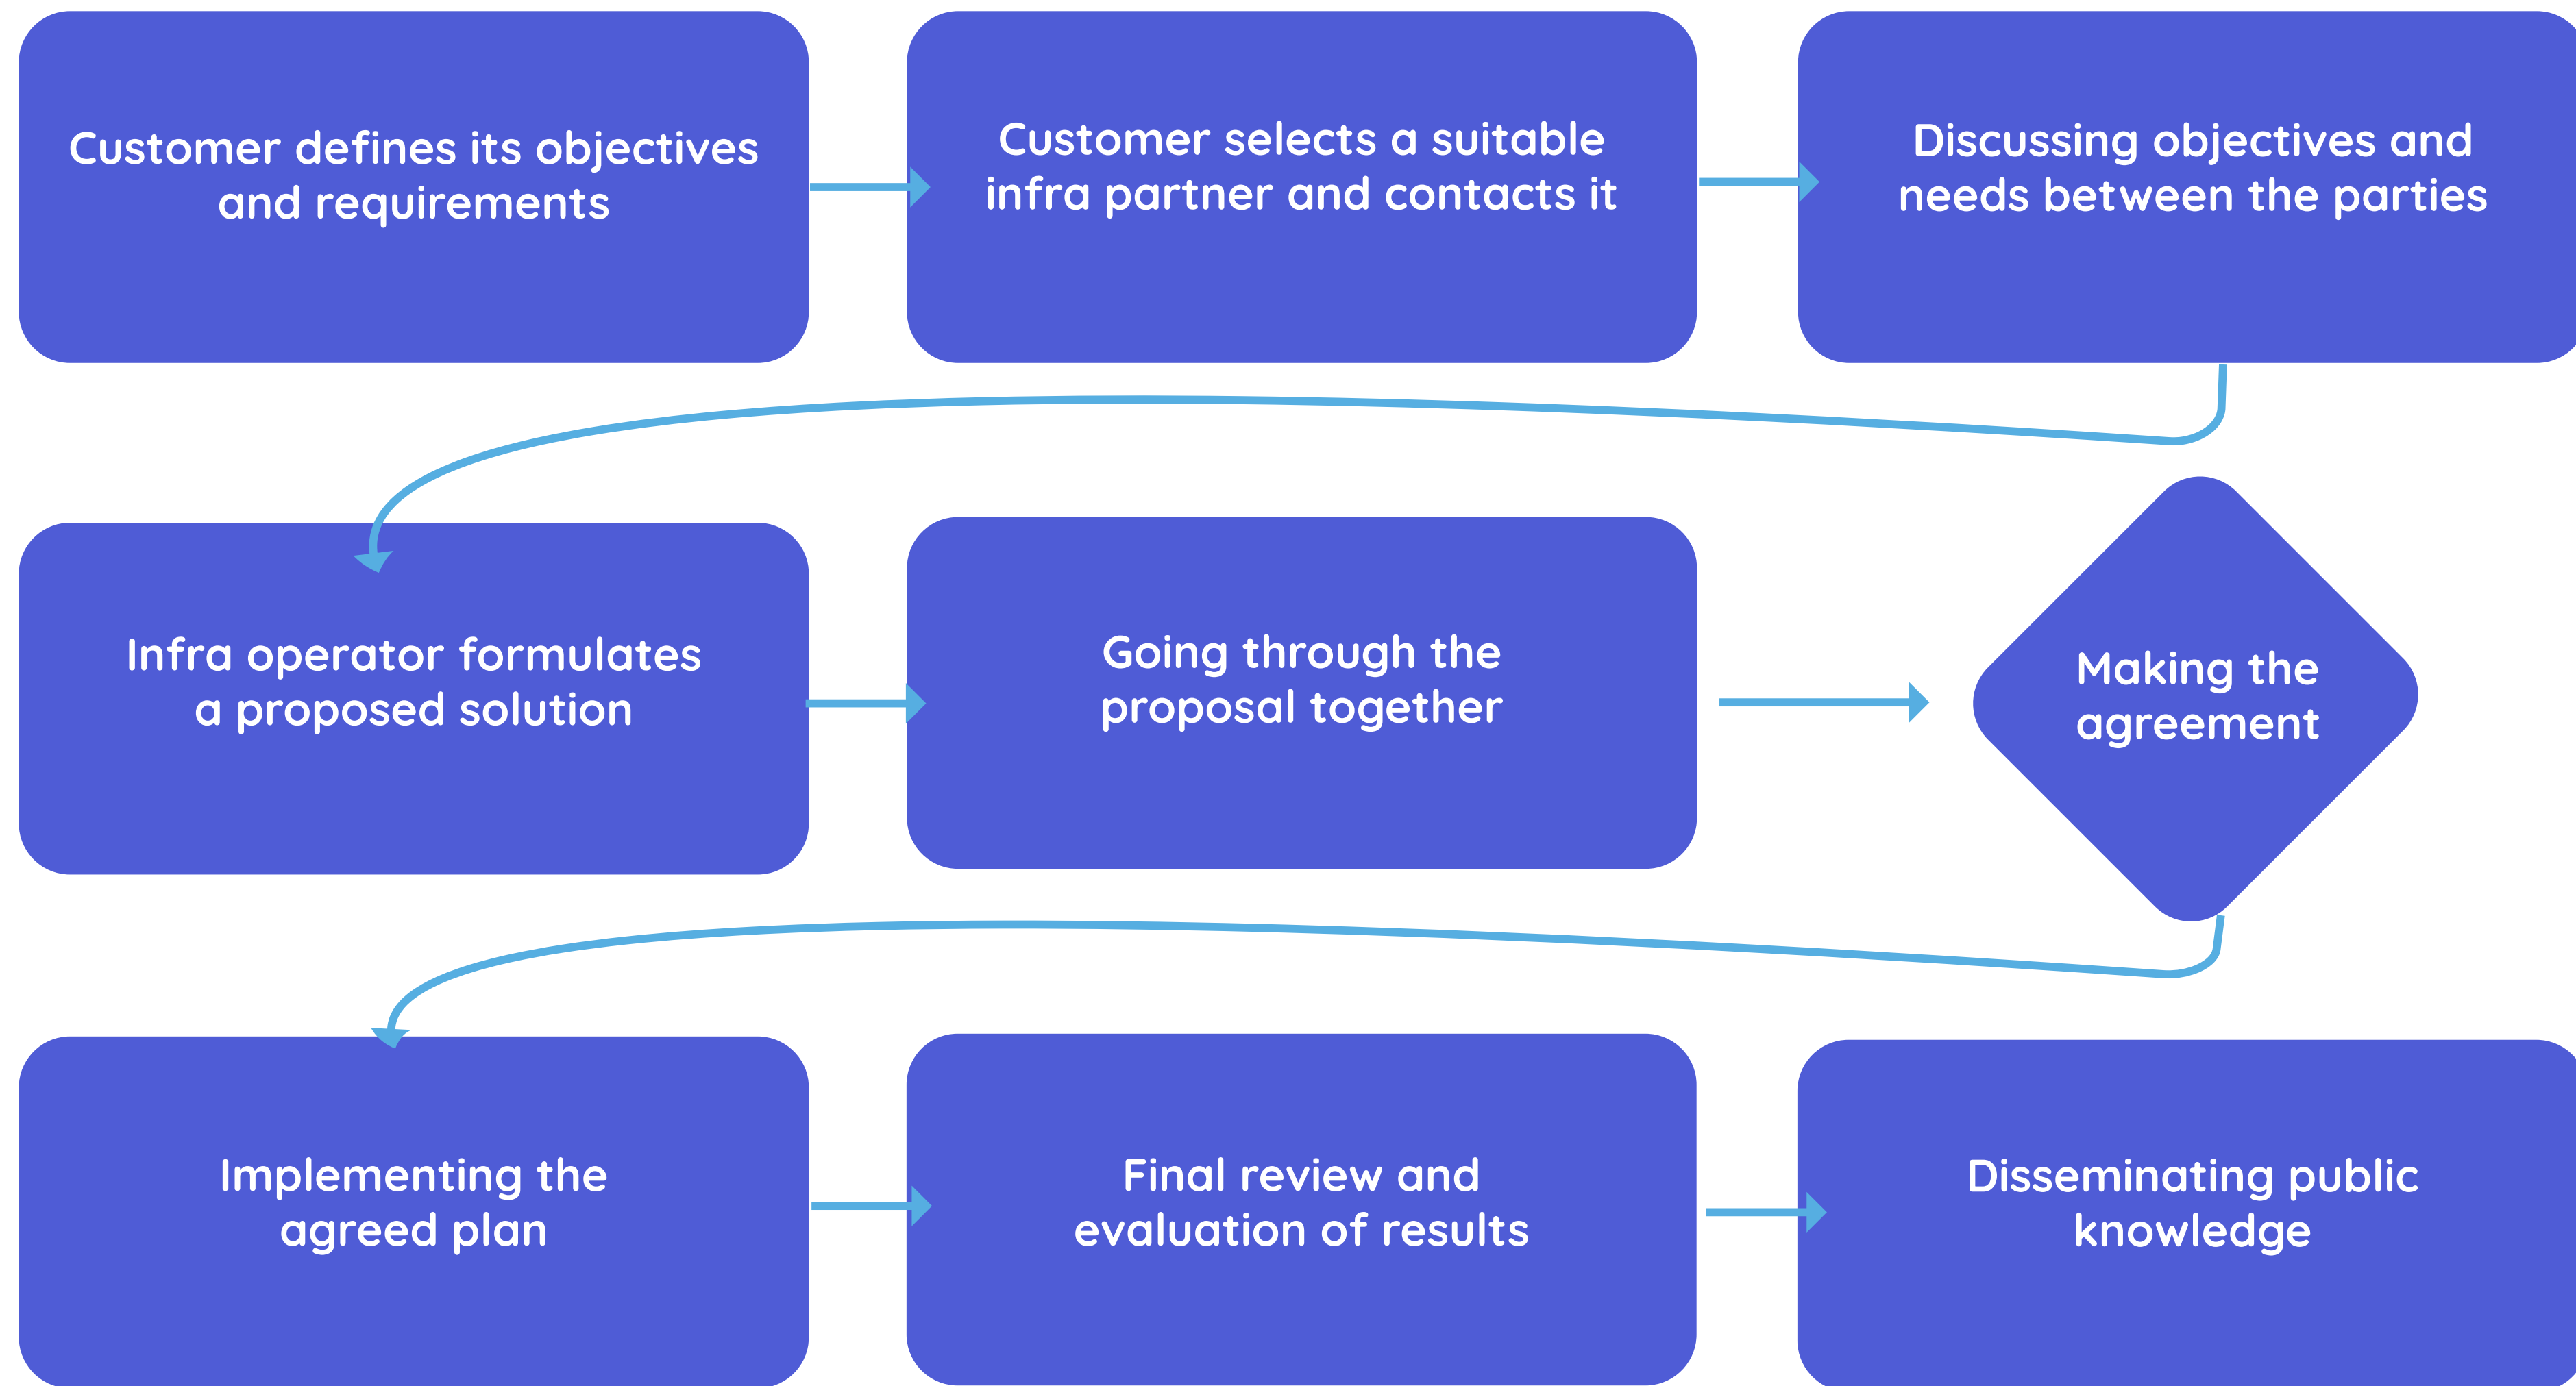 Customer defines its objectives
and requirements
Customer selects a suitable
infra partner and contacts it
Discussing objectives and
needs between the parties
Infra operator formulates
a proposed solution
Going through the
proposal together
Making the
agreement
Implementing the
agreed plan
Final review and
evaluation of results
Disseminating public
knowledge